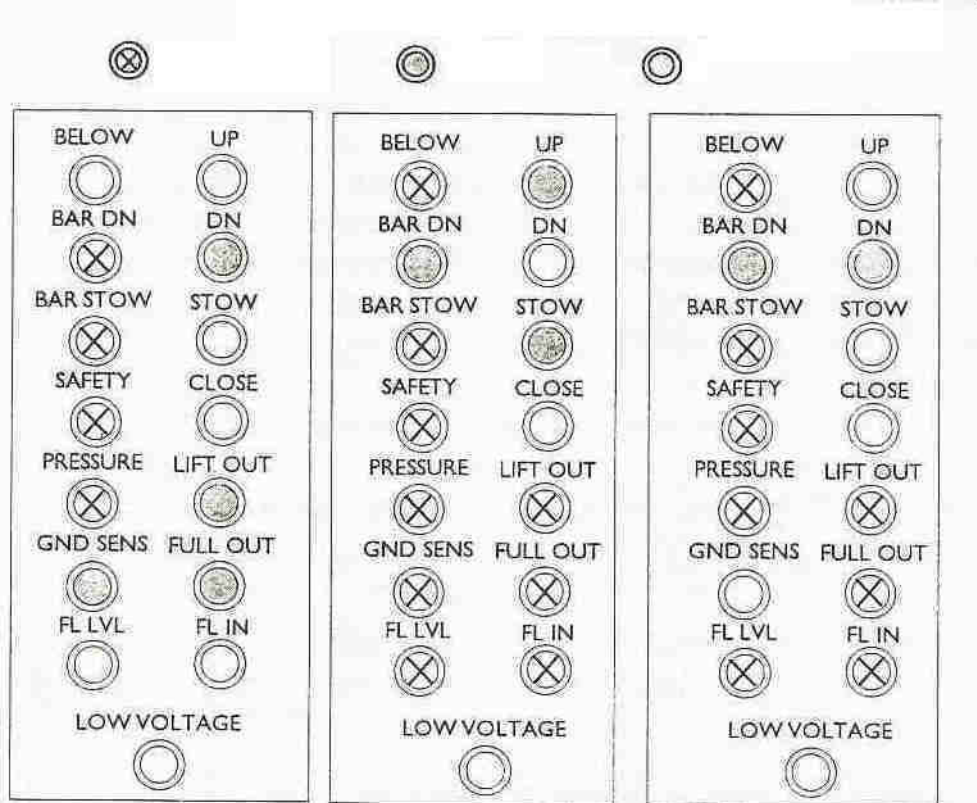 BELOW UP
BAR DN DN
BAR STOW STOW
SAFETY CLOSE
PRESSURE LIFT OUT
GND SENS FULL OUT
FL LVL FL IN
LOW VOLTAGE
BELOW UP
BAR DN DN
BAR STOW STOW
SAFETY CLOSE
PRESSURE LIFT OUT
GND SENS FULL OUT
FL LVL FL IN
LOW VOLTAGE
BELOW UP
BAR DN DN
BAR STOW STOW
SAFETY CLOSE
PRESSURE LIFT OUT
GND SENS FULL OUT
FL LVL FL IN
LOW VOLTAGE